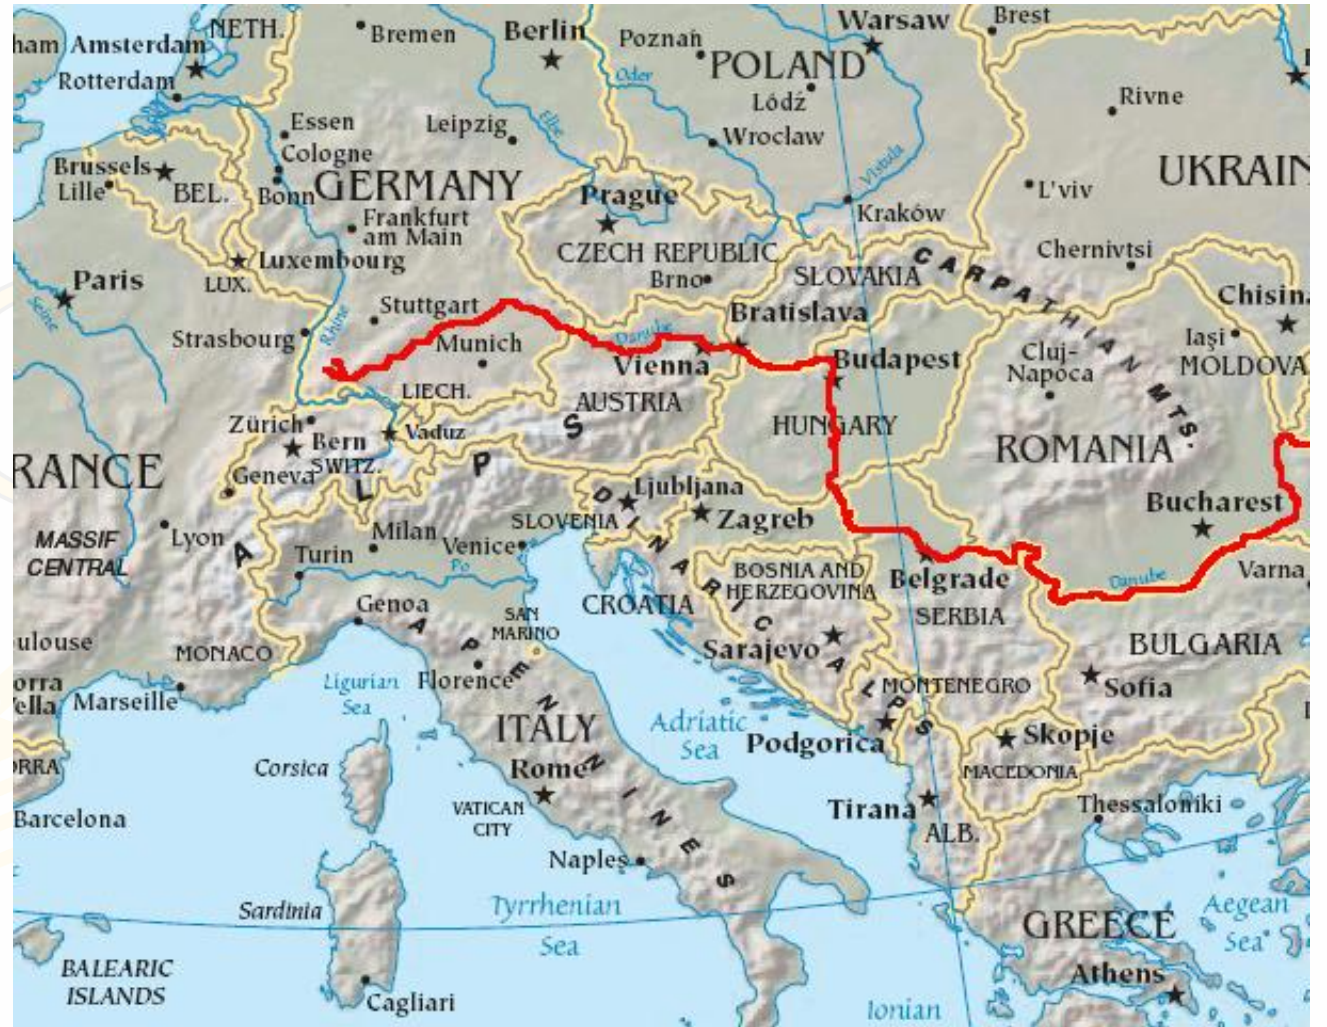 ham
Amsterdam
NETH.
Bremen
Berlin
Poznań
Warsaw
Brest
Rotterdam
Oder
POLAND
Łódź
Rivne
Essen
Leipzig
Elbe
Wrocław
Cologne
Brussels
Lille
BEL.
Bonn
GERMANY
Prague
Vistula
L'viv
UKRAIN
Frankfurt
am Main
Kraków
CZECH REPUBLIC
Brno
Chernivtsi
Luxembourg
LUX.
SLOVAKIA
CARPATHIAN MTS.
Paris
Seine
Stuttgart
Bratislava
Chisin
Strasbourg
Rhine
Danube
Munich
Vienna
Budapest
Cluj-
Napoca
Iaşi
MOLDOVA
LIECH.
AUSTRIA
Zürich
Bern
Vaduz
HUNGARY
RANCE
SWITZ.
Geneva
ALPS
ROMANIA
Ljubljana
Bucharest
MASSIF
CENTRAL
Lyon
Milan
Venice
SLOVENIA
Zagreb
Turin
Po
DINARIC ALPS
BOSNIA AND
HERZEGOVINA
Belgrade
Danube
Varna
Genoa
SAN
MARINO
CROATIA
SERBIA
oulouse
MONACO
APENNINES
Sarajevo
BULGARIA
orra
ella
Marseille
Ligurian
Sea
Florence
MONTENEGRO
Sofia
ITALY
Adriatic
Sea
Podgorica
Skopje
ORRA
Corsica
Rome
MACEDONIA
Barcelona
VATICAN
CITY
Tirana
ALB.
Thessaloniki
Naples
Sardinia
Tyrrhenian
Sea
GREECE
Aegean
Sea
BALEARIC
ISLANDS
Cagliari
Athens
Ionian